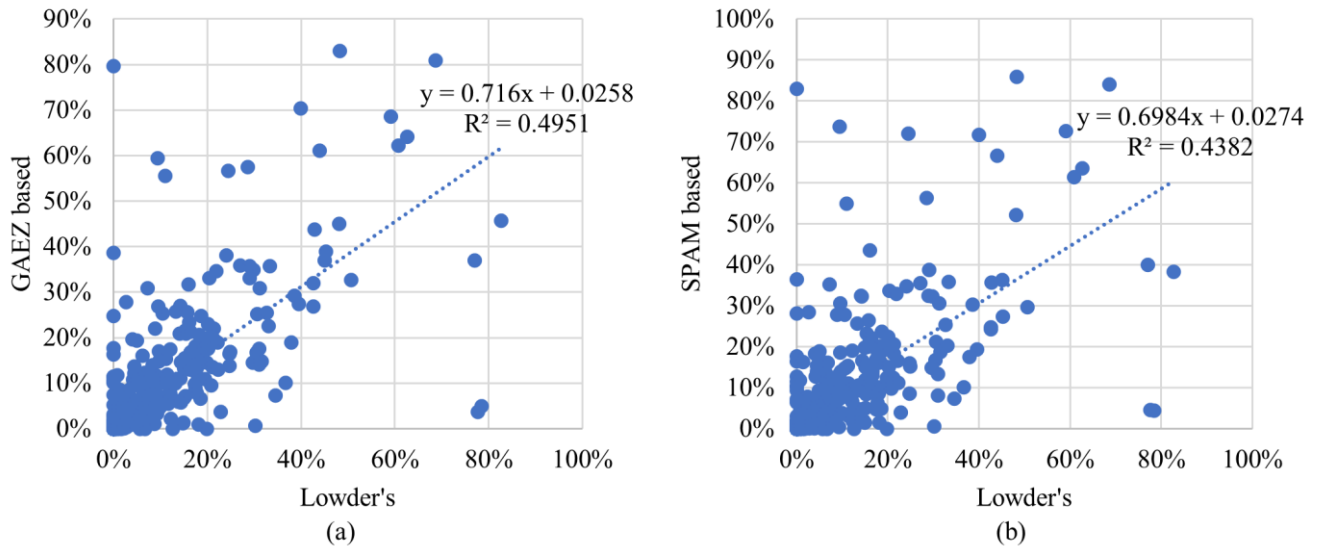 90%
80%
70%
60%
50%
40%
30%
20%
10%
0%
GAEZ based
y = 0.716x + 0.0258
R² = 0.4951
0% 20% 40% 60% 80% 100%
Lowder's
(a)
100%
90%
80%
70%
60%
50%
40%
30%
20%
10%
0%
SPAM based
y = 0.6984x + 0.0274
R² = 0.4382
0% 20% 40% 60% 80% 100%
Lowder's
(b)